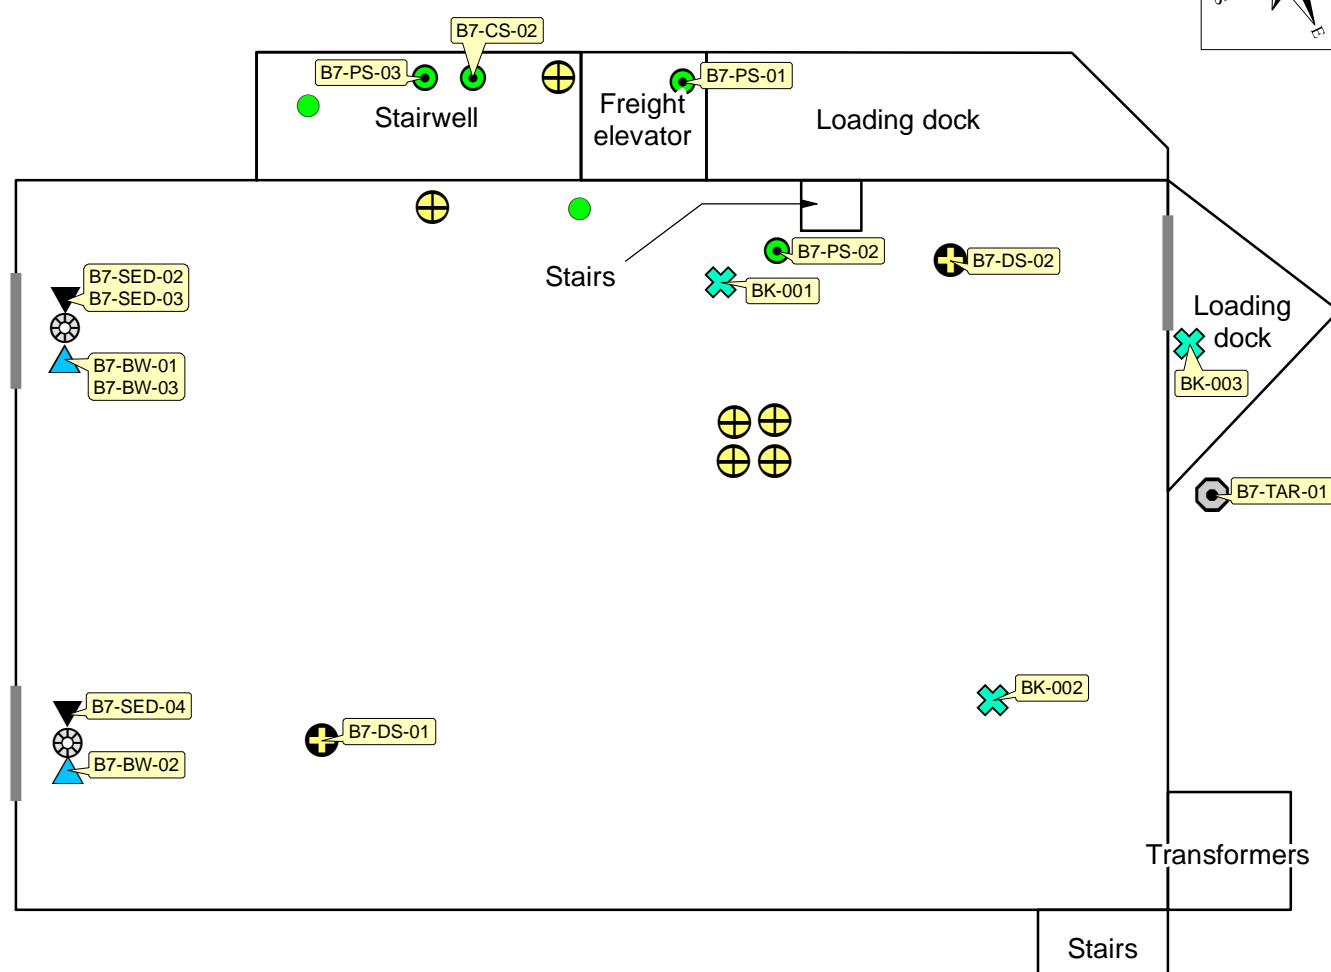 B7-CS-02
B7-PS-03
B7-PS-01
Stairwell
Freight
elevator
Loading dock
E
B7-SED-02
B7-SED-03
Stairs
B7-PS-02
B7-DS-02
BK-001
Loading
dock
B7-BW-01
B7-BW-03
BK-003
B7-TAR-01
B7-SED-04
B7-DS-01
BK-002
B7-BW-02
Transformers
Stairs